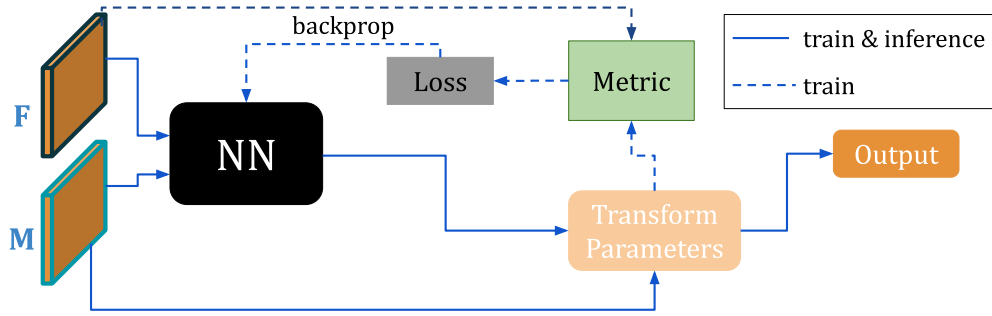 backprop
train & inference
train
F
Loss
Metric
NN
Output
M
Transform
Parameters